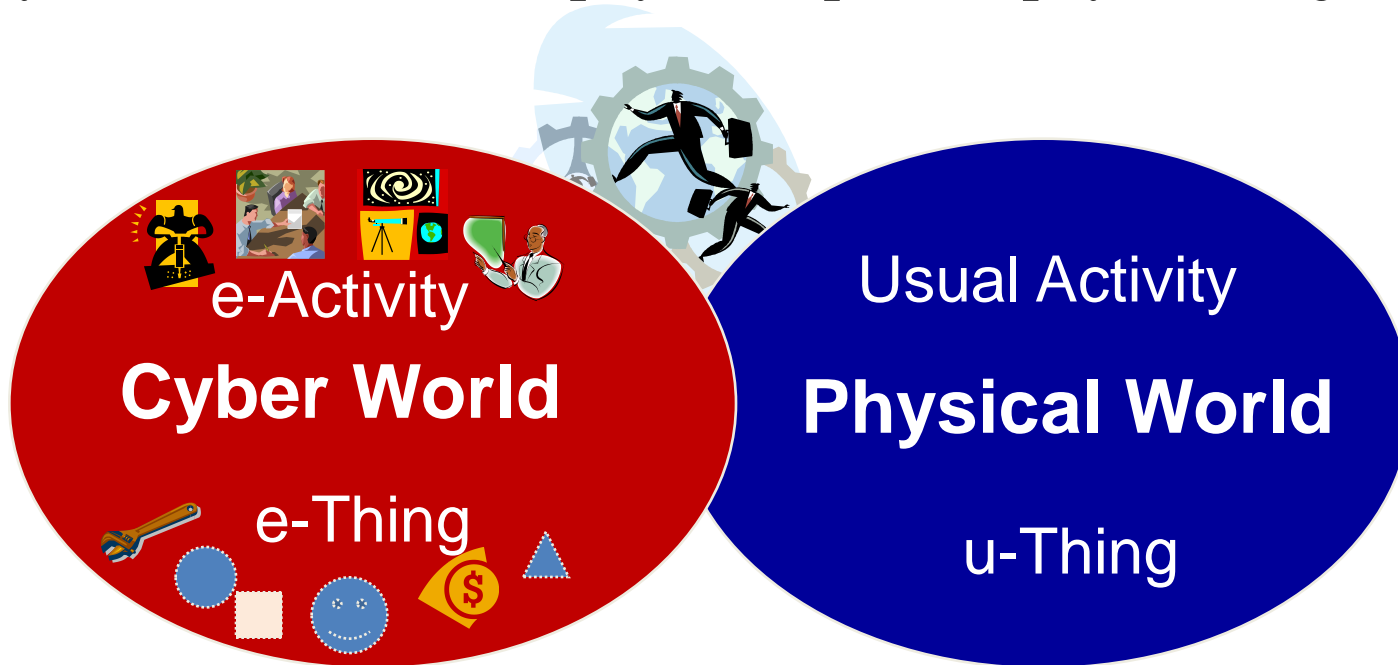 e-Activity
Cyber World
e-Thing
$
Usual Activity
Physical World
u-Thing